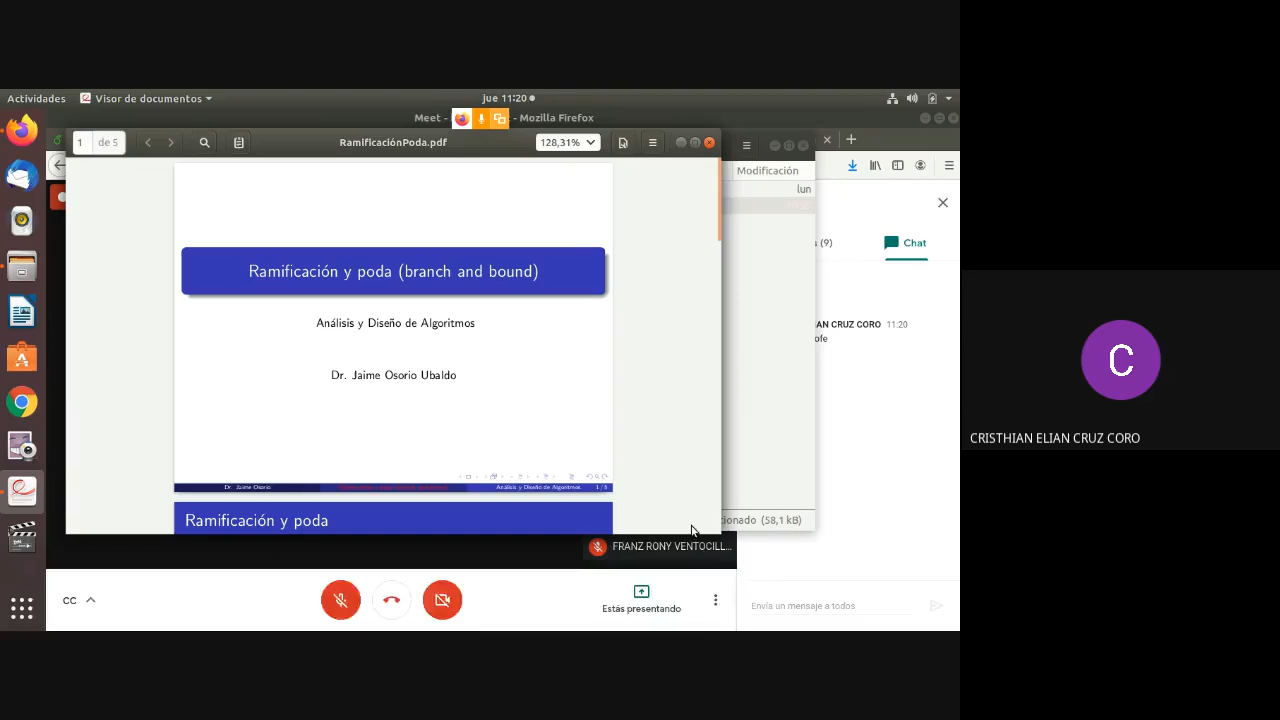 Actividades
Visor de documentos
jue 11:20
Meet -
- Mozilla Firefox
1
de 5
RamificaciónPoda.pdf
128,31%
Modificación
lun
(9)
Chat
Ramificación y poda (branch and bound)
Análisis y Diseño de Algoritmos
Dr. Jaime Osorio Ubaldo
Dr. Jaime Osorio
Análisis y Diseño de Algoritmos
1 / 5
Ramificación y poda
IAN CRUZ CORO 11:20
ofe
cionado (58,1 kB)
FRANZ RONY VENTOCILL...
CC
Estás presentando
Envía un mensaje a todos
C
CRISTHIAN ELIAN CRUZ CORO